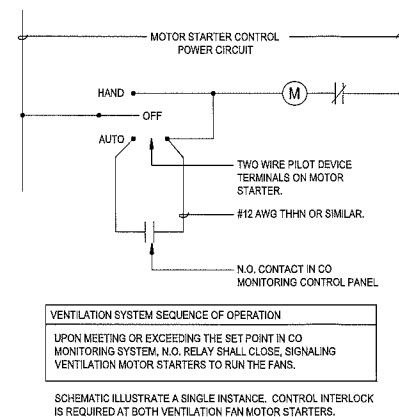 MOTOR STARTER CONTROL
POWER CIRCUIT
HAND
M
OFF
AUTO
TWO WIRE PILOT DEVICE
TERMINALS ON MOTOR
STARTER.
#12 AWG THHN OR SIMILAR.
N.O. CONTACT IN CO
MONITORING CONTROL PANEL
VENTILATION SYSTEM SEQUENCE OF OPERATION
UPON MEETING OR EXCEEDING THE SET POINT IN CO
MONITORING SYSTEM, N.O. RELAY SHALL CLOSE, SIGNALING
VENTILATION MOTOR STARTERS TO RUN THE FANS.
SCHEMATIC ILLUSTRATE A SINGLE INSTANCE. CONTROL INTERLOCK
IS REQUIRED AT BOTH VENTILATION FAN MOTOR STARTERS.